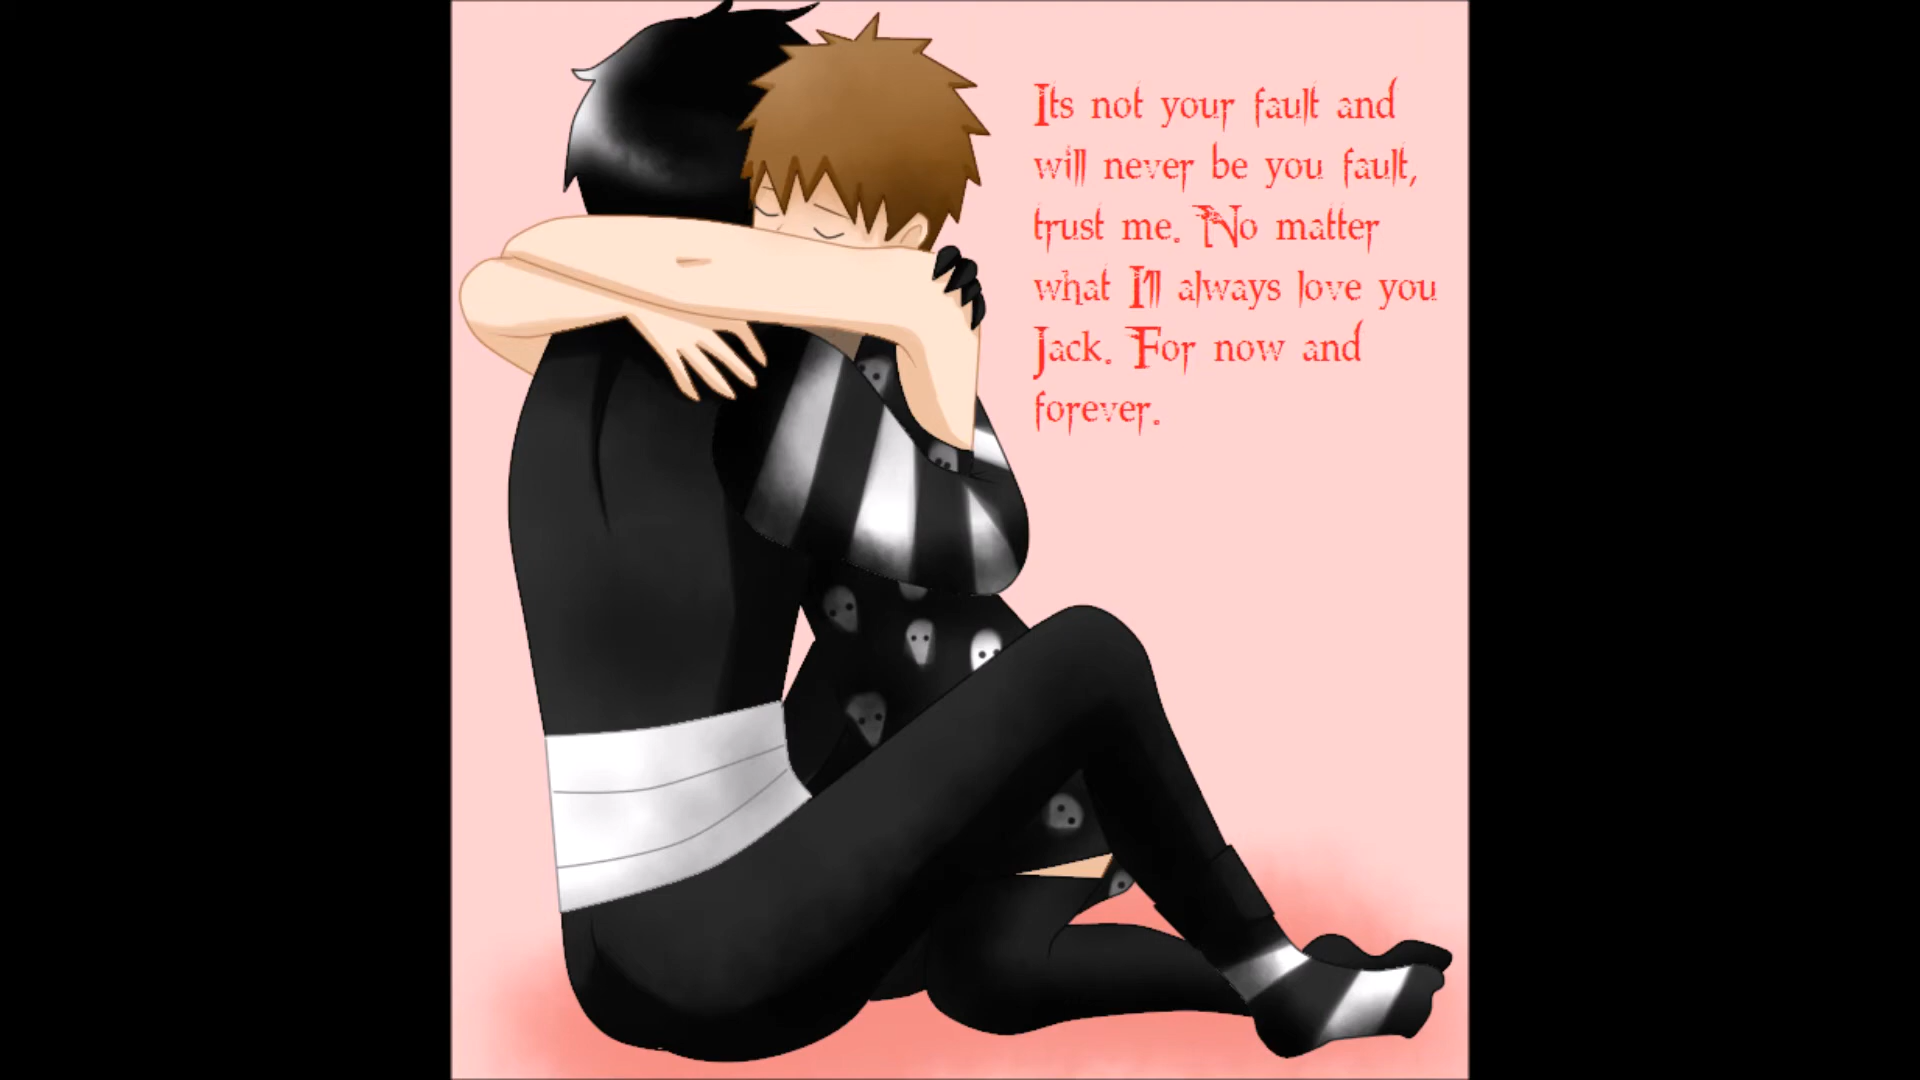 Its not your fault and
will never be you fault,
trust me. No matter
what I'll always love you
Jack. For now and
forever.